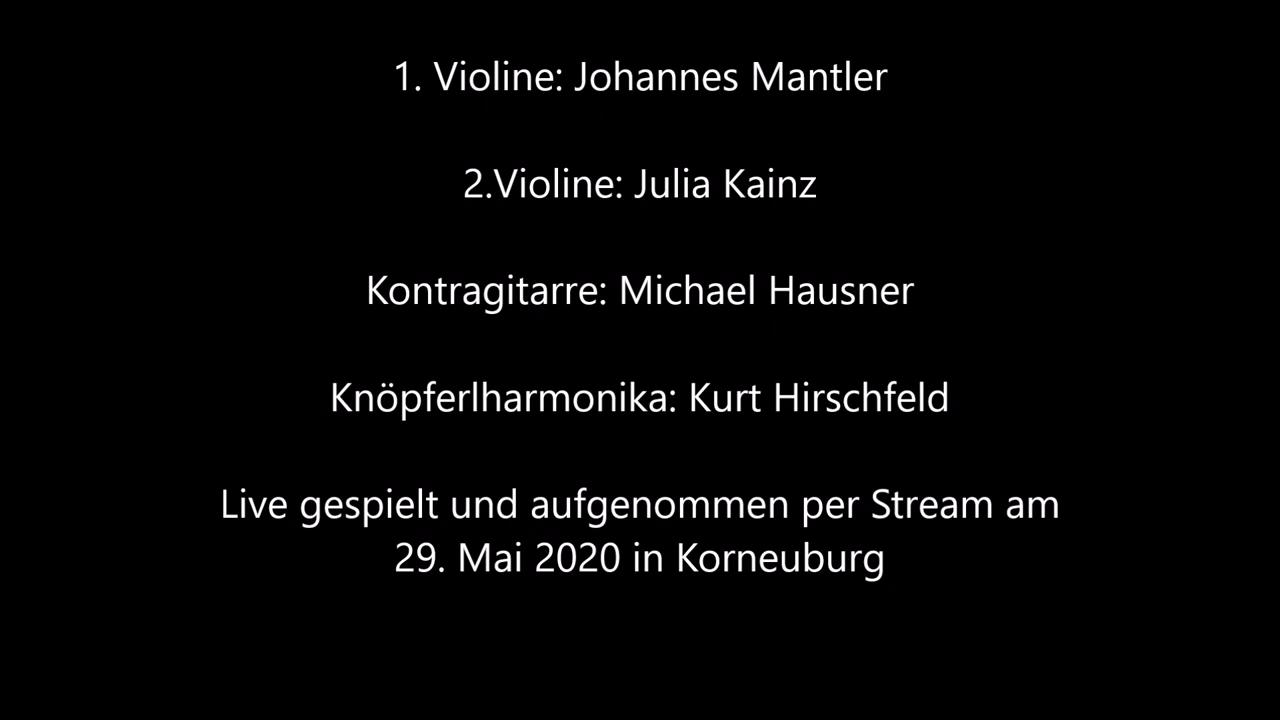 1. Violine: Johannes Mantler
2.Violine: Julia Kainz
Kontragitarre: Michael Hausner
Knöpferlharmonika: Kurt Hirschfeld
Live gespielt und aufgenommen per Stream am
29. Mai 2020 in Korneuburg